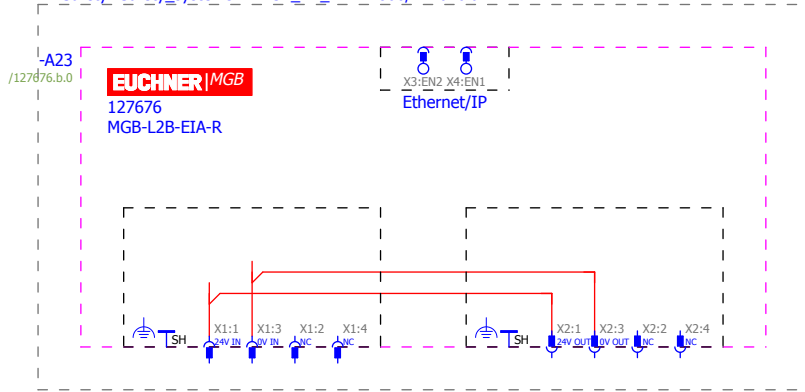 -A23
/127676.b.0
EUCHNER|MGB
127676
MGB-L2B-EIA-R
X3:EN2 X4:EN1
Ethernet/IP
SH
X1:1 X1:3 X1:2 X1:4
24V IN 0V IN NC NC
SH
X2:1 X2:3 X2:2 X2:4
24V OUT 0V OUT NC NC